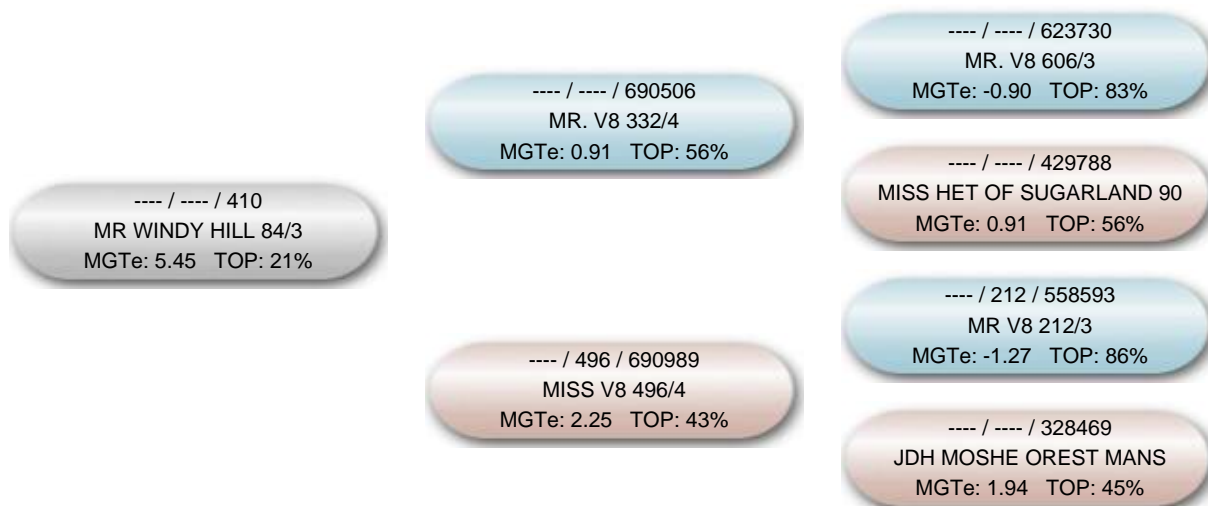 ---- / ---- / 410
MR WINDY HILL 84/3
MGTe: 5.45 TOP: 21%
---- / ---- / 690506
MR. V8 332/4
MGTe: 0.91 TOP: 56%
---- / 496 / 690989
MISS V8 496/4
MGTe: 2.25 TOP: 43%
---- / ---- / 623730
MR. V8 606/3
MGTe: -0.90 TOP: 83%
---- / ---- / 429788
MISS HET OF SUGARLAND 90
MGTe: 0.91 TOP: 56%
---- / 212 / 558593
MR V8 212/3
MGTe: -1.27 TOP: 86%
---- / ---- / 328469
JDH MOSHE OREST MANS
MGTe: 1.94 TOP: 45%